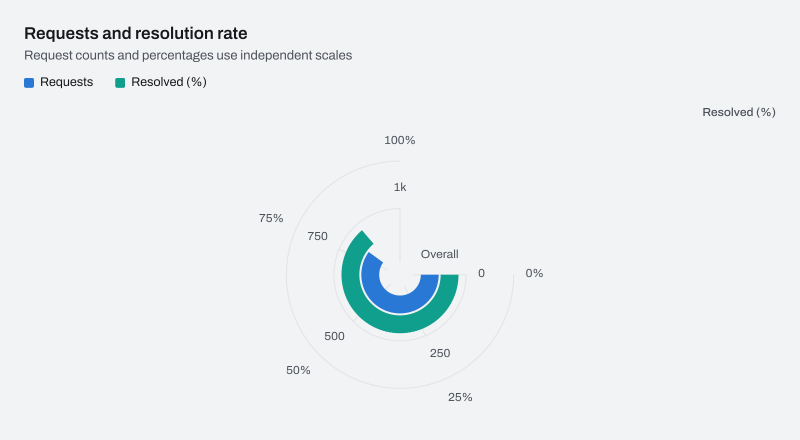 Requests and resolution rate
Request counts and percentages use independent scales
Requests
Resolved (%)
Resolved (%)
100%
1k
75%
750
Overall
0
0%
500
250
50%
25%